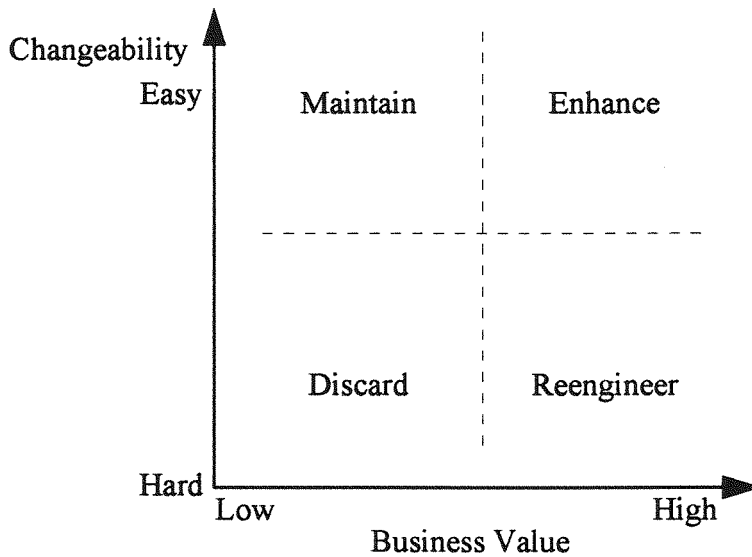 Changeability
Easy
Maintain Enhance
Discard Reengineer
Hard
Low High
Business Value